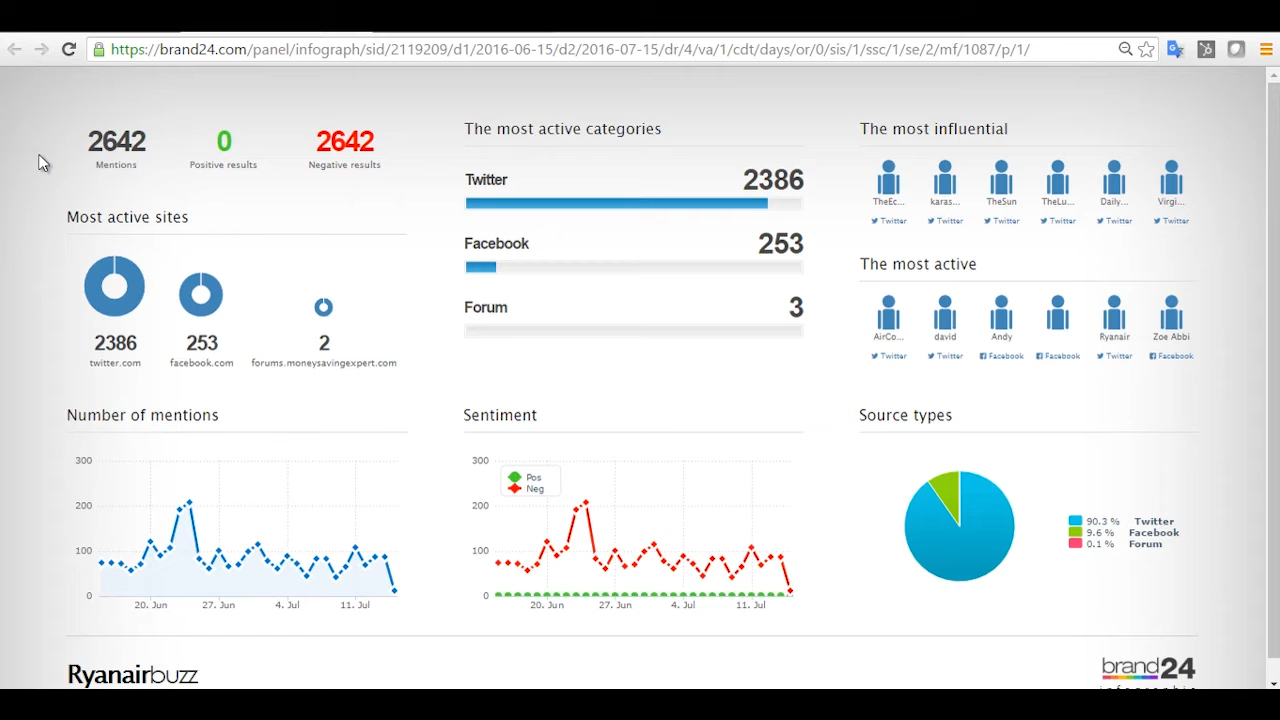 https://brand24.com/panel/infograph/sid/2119209/d1/2016-06-15/d2/2016-07-15/dr/4/va/1/cdt/days/or/0/sis/1/ssc/1/se/2/mf/1087/p/1/
2642
Mentions
0
Positive results
2642
Negative results
Most active sites
2386
twitter.com
253
facebook.com
2
forums.moneysavingexpert.com
The most active categories
Twitter 2386
Facebook 253
Forum 3
The most influential
TheEc... karas... TheSun TheLu... Daily... Virgi...
Twitter Twitter Twitter Twitter Twitter Twitter
The most active
AirCo... david Andy Ryanair Zoe Abbi
Twitter Twitter Facebook Facebook Twitter Facebook
Number of mentions
300
200
100
0
20. Jun 27. Jun 4. Jul 11. Jul
Sentiment
Pos
Neg
300
200
100
0
20. Jun 27. Jun 4. Jul 11. Jul
Source types
90.3 % Twitter
9.6 % Facebook
0.1 % Forum
Ryanairbuzz
brand24